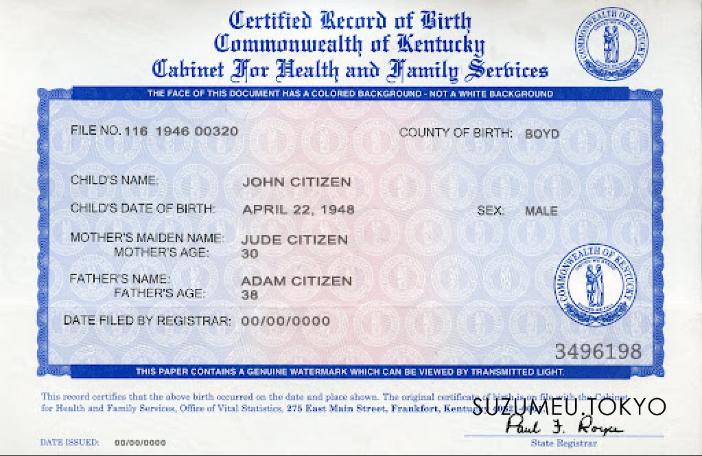 Certified Record of Birth
Commonwealth of Kentucky
Cabinet For Health and Family Services
THE FACE OF THIS DOCUMENT HAS A COLORED BACKGROUND - NOT A WHITE BACKGROUND
FILE NO. 116 1946 00320 COUNTY OF BIRTH: BOYD
CHILD'S NAME: JOHN CITIZEN
CHILD'S DATE OF BIRTH: APRIL 22, 1948 SEX: MALE
MOTHER'S MAIDEN NAME: JUDE CITIZEN
MOTHER'S AGE: 30
FATHER'S NAME: ADAM CITIZEN
FATHER'S AGE: 38
DATE FILED BY REGISTRAR: 00/00/0000
COMMONWEALTH OF KENTUCKY
3496198
THIS PAPER CONTAINS A GENUINE WATERMARK WHICH CAN BE VIEWED BY TRANSMITTED LIGHT.
This record certifies that the above birth occurred on the date and place shown. The original certificate of birth is on file with the Cabinet
for Health and Family Services, Office of Vital Statistics, 275 East Main Street, Frankfort, Kentucky
SUZUMEU.TOKYO
Paul F. Royce
State Registrar
DATE ISSUED: 00/00/0000